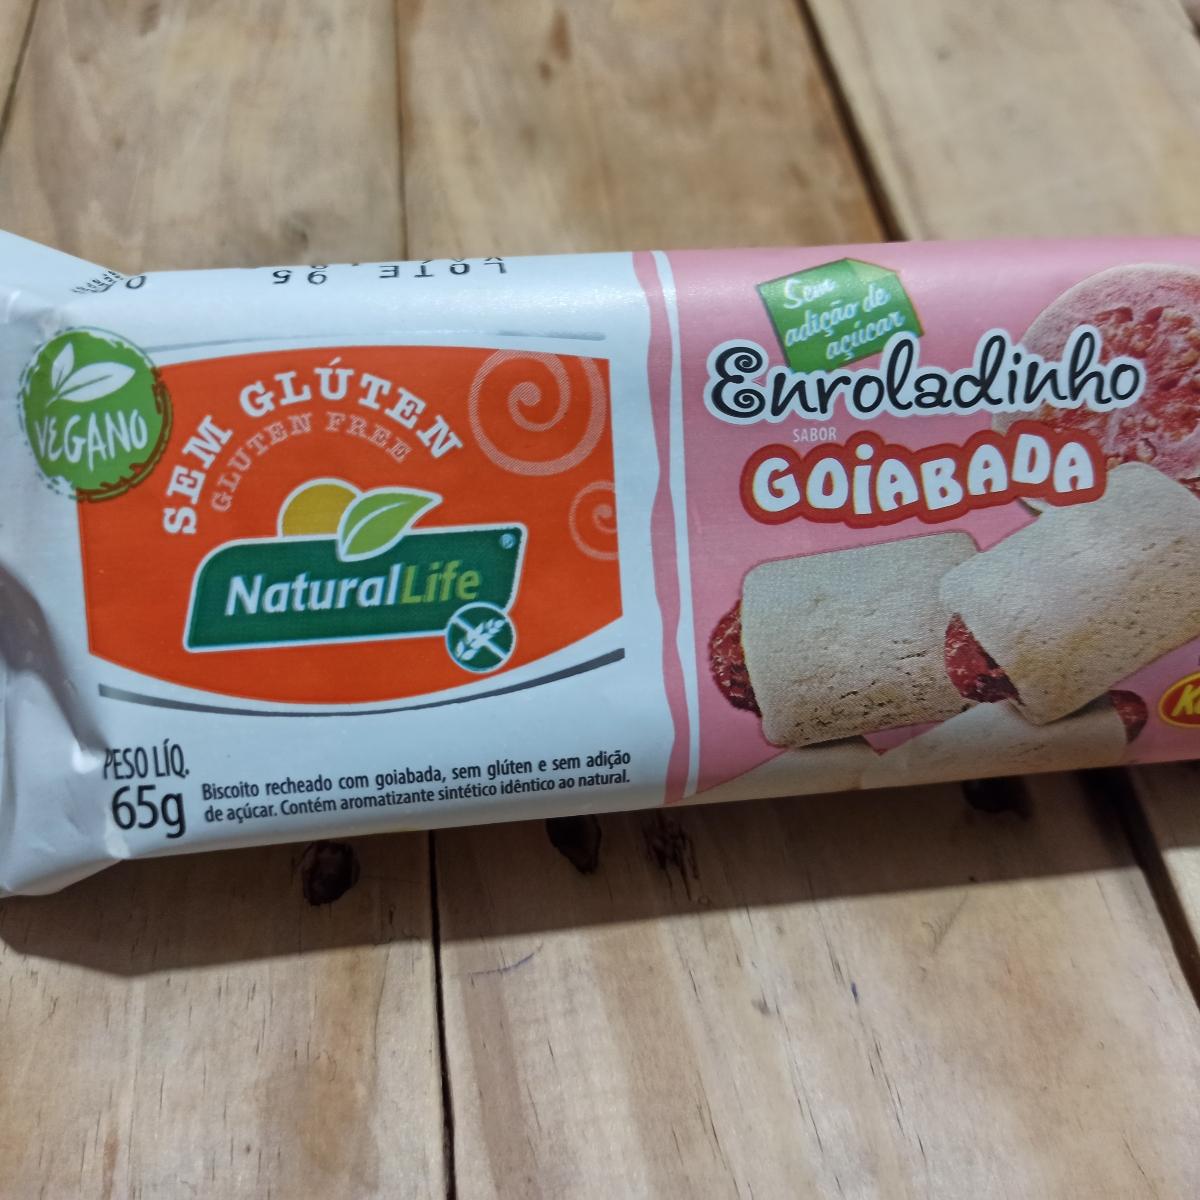 LOTE 95
VEGANO
SEM GLÚTEN
GLUTEN FREE
NaturalLife®
PESO LÍQ.
65g
Biscoito recheado com goiabada, sem glúten e sem adição
de açúcar. Contém aromatizante sintético idêntico ao natural.
Sem
adição de
açúcar
Enroladinho
SABOR
GOiABADA